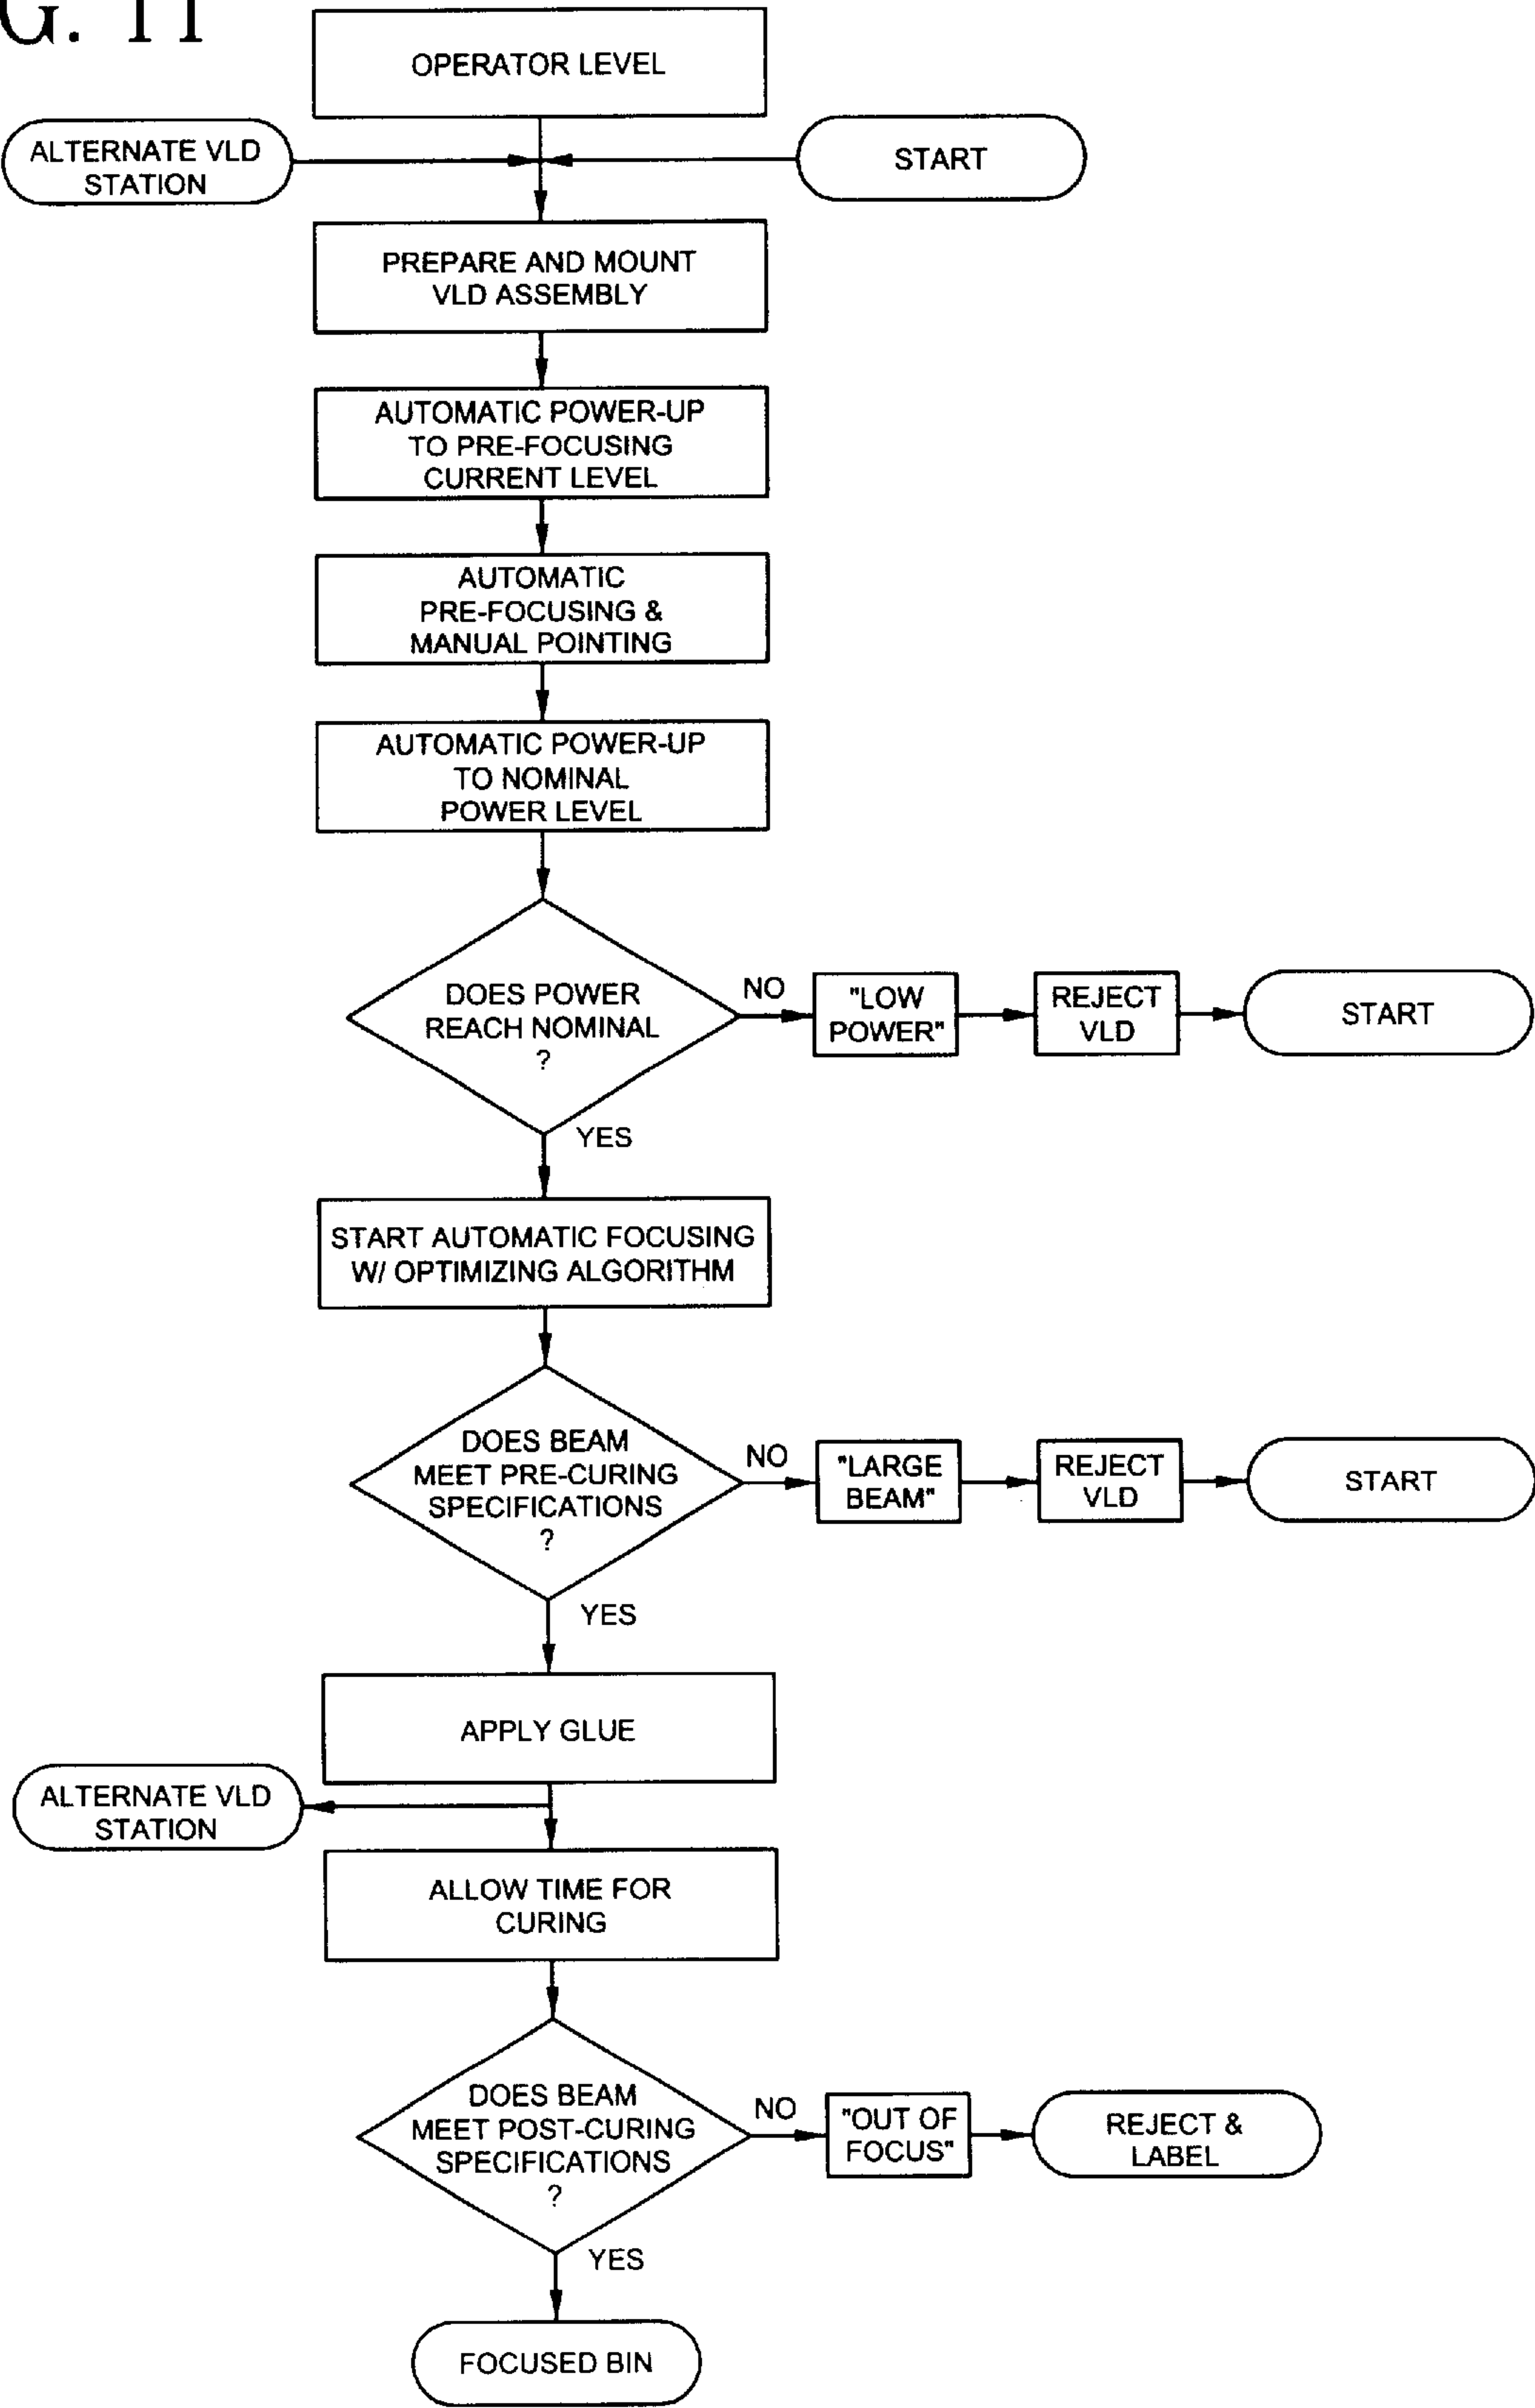 G. 11
OPERATOR LEVEL
ALTERNATE VLD
STATION
START
PREPARE AND MOUNT
VLD ASSEMBLY
AUTOMATIC POWER-UP
TO PRE-FOCUSING
CURRENT LEVEL
AUTOMATIC
PRE-FOCUSING &
MANUAL POINTING
AUTOMATIC POWER-UP
TO NOMINAL
POWER LEVEL
DOES POWER
REACH NOMINAL
?
NO
"LOW
POWER"
REJECT
VLD
START
YES
START AUTOMATIC FOCUSING
W/ OPTIMIZING ALGORITHM
DOES BEAM
MEET PRE-CURING
SPECIFICATIONS
?
NO
"LARGE
BEAM"
REJECT
VLD
START
YES
APPLY GLUE
ALTERNATE VLD
STATION
ALLOW TIME FOR
CURING
DOES BEAM
MEET POST-CURING
SPECIFICATIONS
?
NO
"OUT OF
FOCUS"
REJECT &
LABEL
YES
FOCUSED BIN